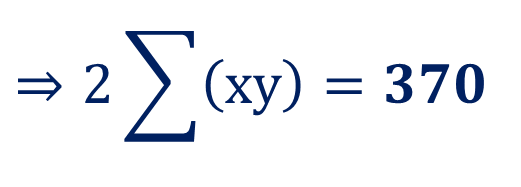 ⇒ 2 ∑ (xy) = 370